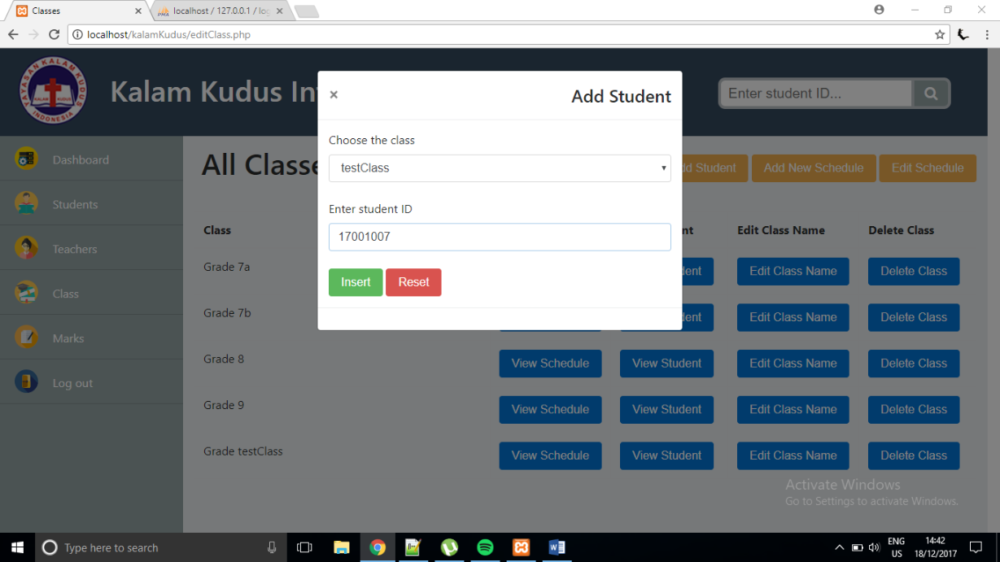 Classes
localhost / 127.0.0.1 / log
localhost/kalamKudus/editClass.php
YAYASAN KALAM KUDUS
INDONESIA
KALAM KUDUS
Kalam Kudus In
Enter student ID...
× Add Student
Choose the class
testClass
Enter student ID
17001007
Insert Reset
Dashboard
Students
Teachers
Class
Marks
Log out
All Classe
Student Add New Schedule Edit Schedule
Class Edit Class Name Delete Class
Grade 7a Edit Class Name Delete Class
Grade 7b Edit Class Name Delete Class
Grade 8 View Schedule View Student Edit Class Name Delete Class
Grade 9 View Schedule View Student Edit Class Name Delete Class
Grade testClass View Schedule View Student Edit Class Name Delete Class
Activate Windows
Go to Settings to activate Windows.
Type here to search
ENG
US
14:42
18/12/2017